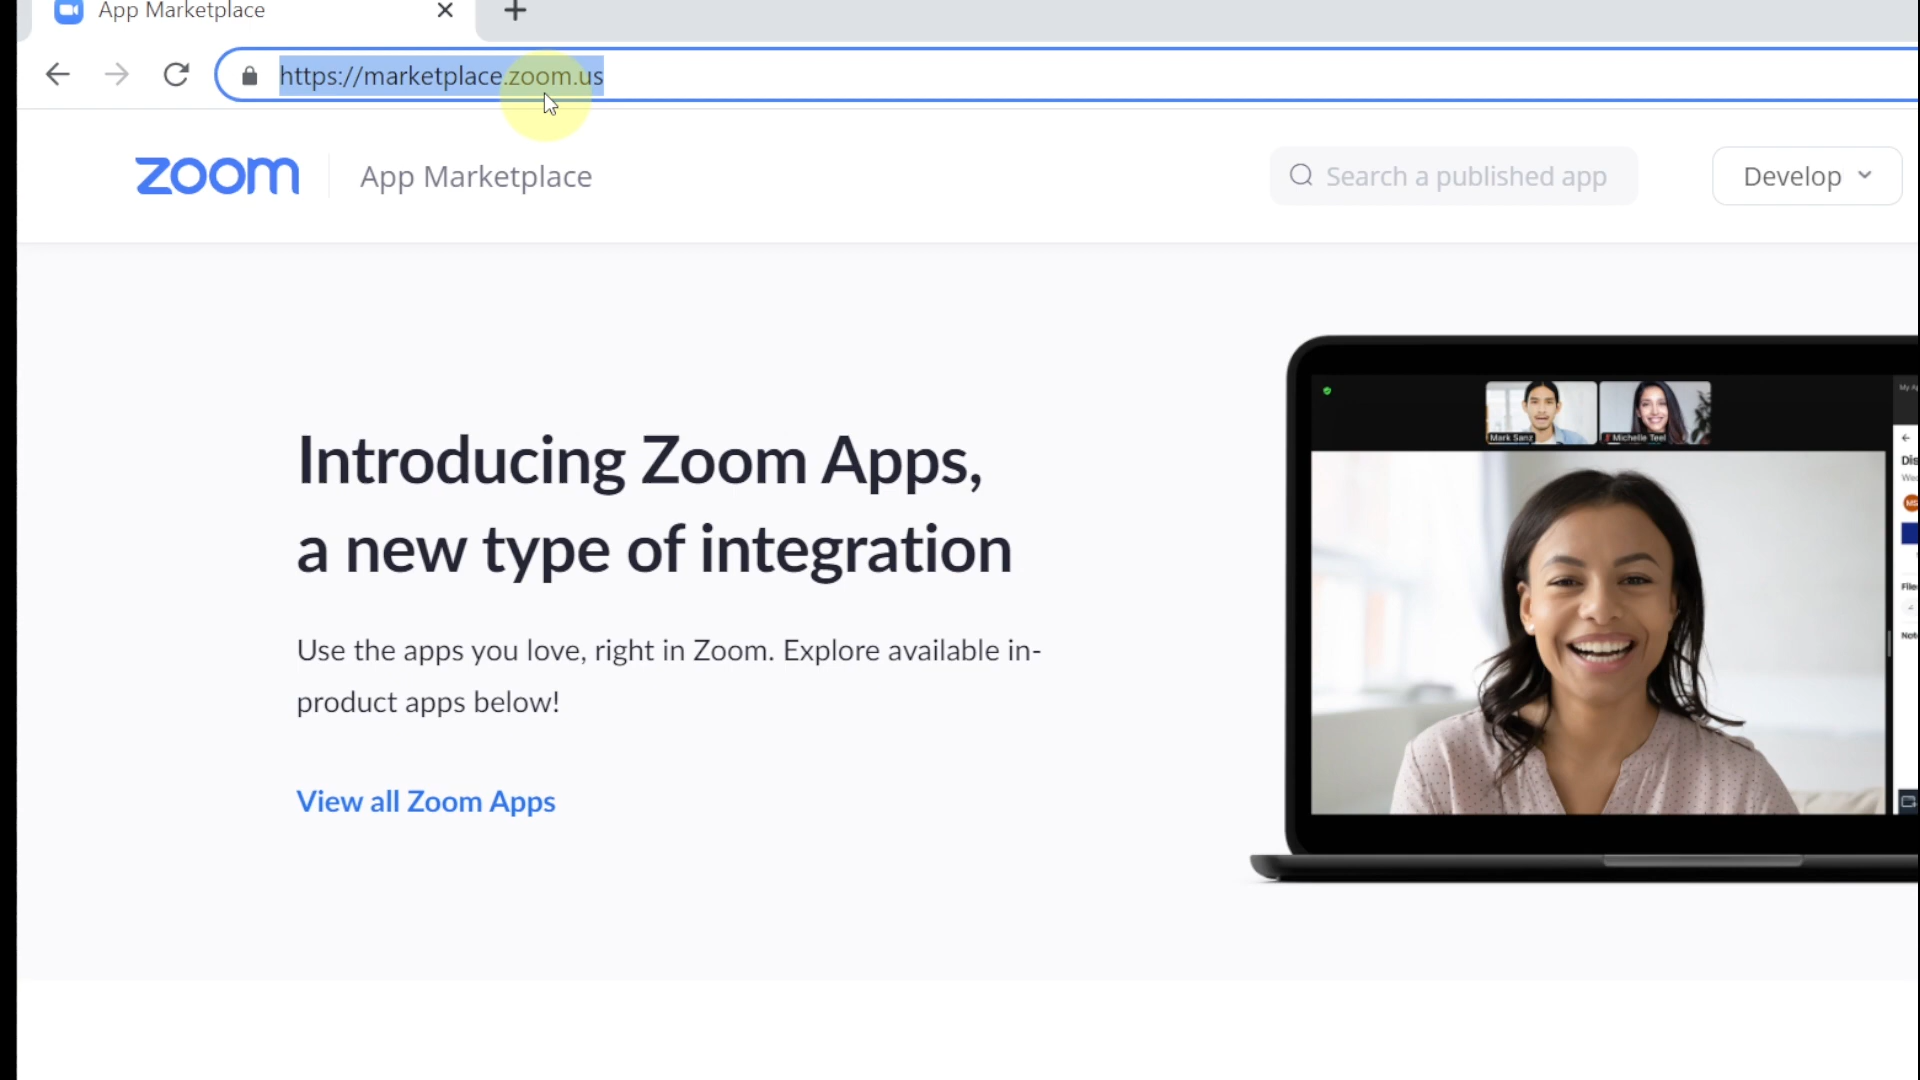 App Marketplace
https://marketplace.zoom.us
zoom
App Marketplace
Search a published app
Develop
Mark Sanz
Michelle Teel
Introducing Zoom Apps,
a new type of integration
Use the apps you love, right in Zoom. Explore available in-
product apps below!
View all Zoom Apps